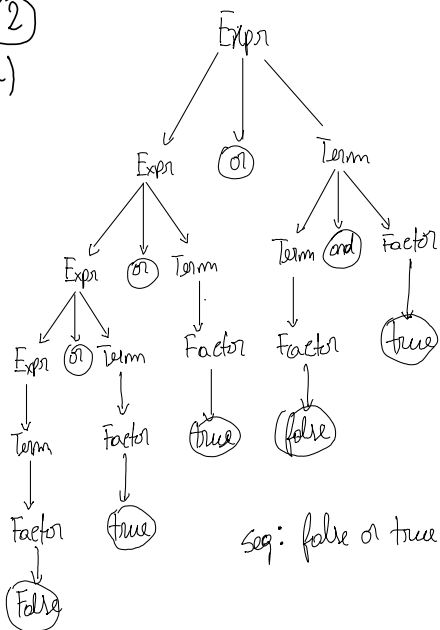 2
)
Expr
Expr or Term
Expr or Term Term and Factor
Expr or Term Factor Factor true
Term Factor true false
Factor true seq: false or true
False